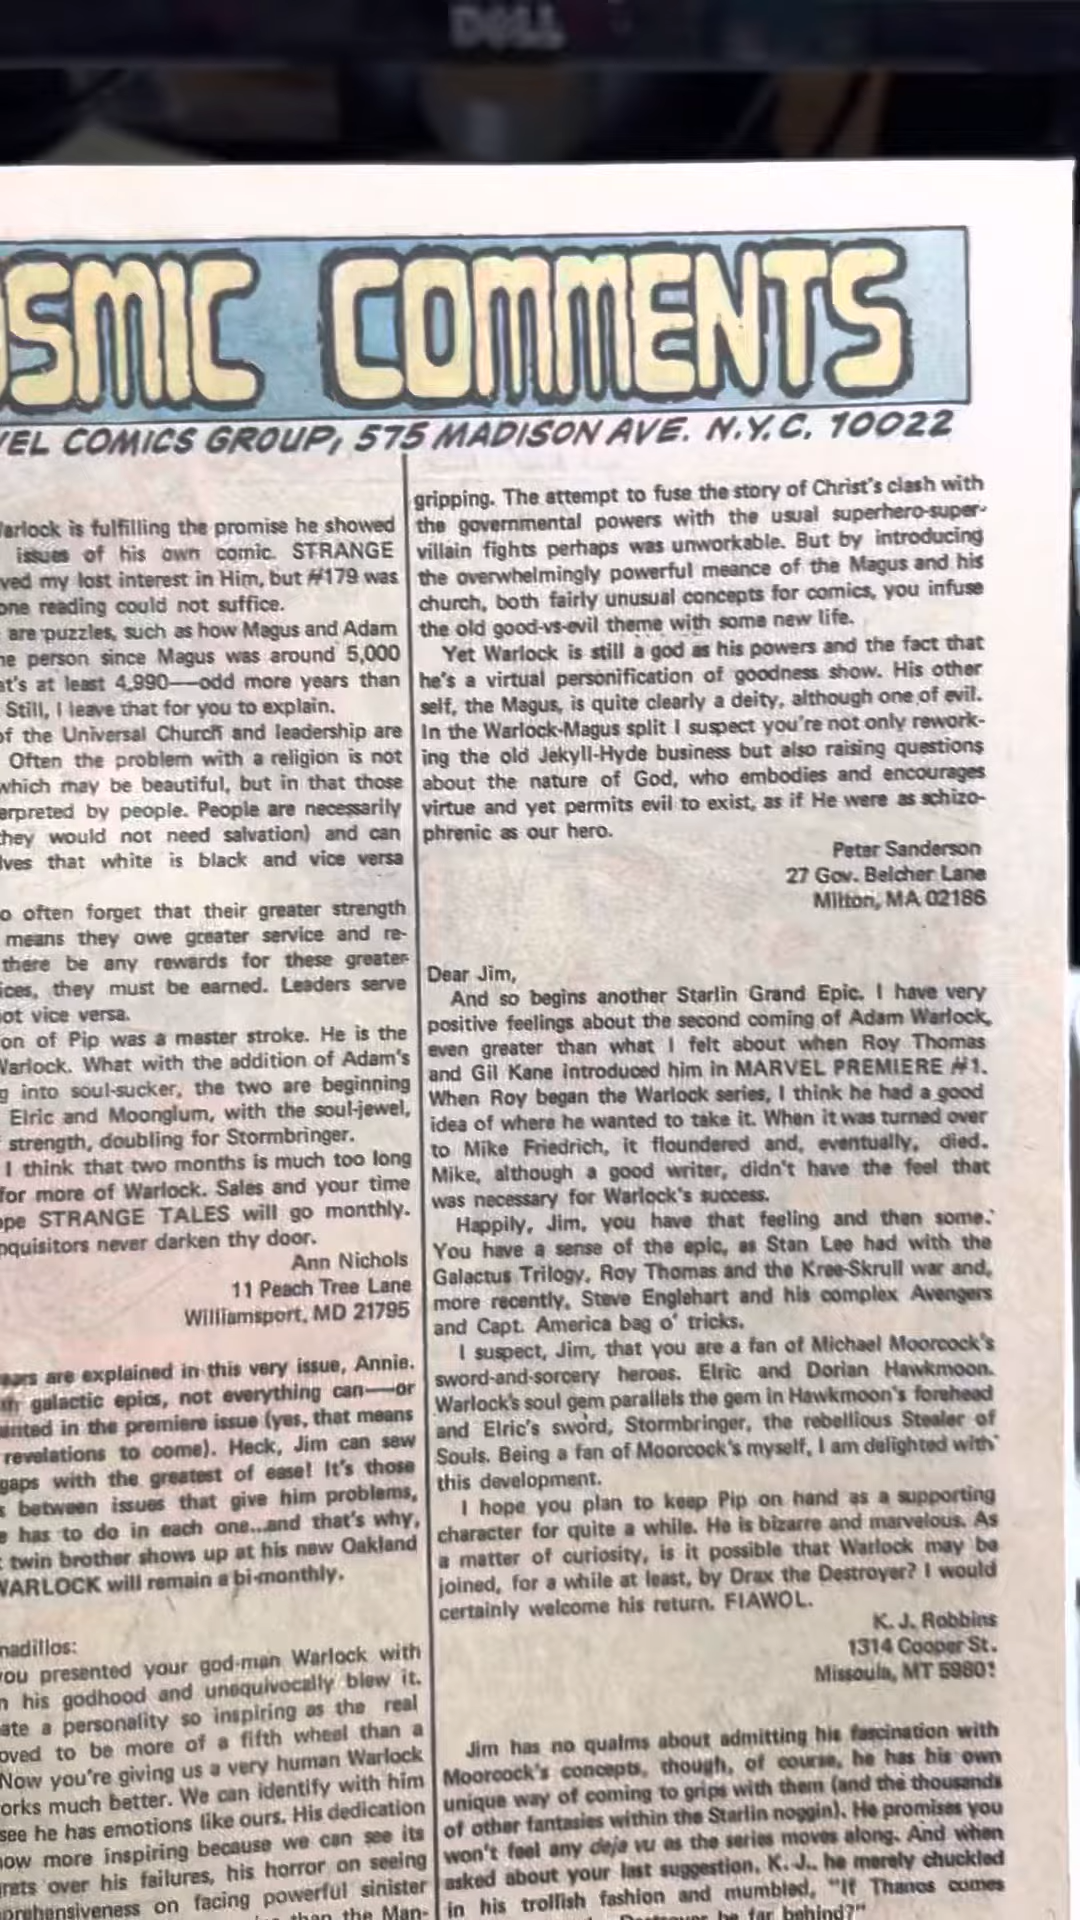 DELL
OSMIC COMMENTS
VEL COMICS GROUP, 575 MADISON AVE. N.Y.C. 10022
Warlock is fulfilling the promise he showed
issues of his own comic. STRANGE
ved my lost interest in Him, but #179 was
one reading could not suffice.
are puzzles, such as how Magus and Adam
ne person since Magus was around 5,000
at's at least 4,990—odd more years than
Still, I leave that for you to explain.
of the Universal Church and leadership are
Often the problem with a religion is not
which may be beautiful, but in that those
erpreted by people. People are necessarily
they would not need salvation) and can
lves that white is black and vice versa
o often forget that their greater strength
means they owe greater service and re-
there be any rewards for these greater
ices, they must be earned. Leaders serve
not vice versa.
on of Pip was a master stroke. He is the
Warlock. What with the addition of Adam's
g into soul-sucker, the two are beginning
Elric and Moonglum, with the soul-jewel,
strength, doubling for Stormbringer.
I think that two months is much too long
for more of Warlock. Sales and your time
ope STRANGE TALES will go monthly.
nquisitors never darken thy door.
Ann Nichols
11 Peach Tree Lane
Williamsport, MD 21795
ears are explained in this very issue, Annie.
th galactic epics, not everything can—or
ented in the premiere issue (yes, that means
revelations to come). Heck, Jim can sew
gaps with the greatest of ease! It's those
s between issues that give him problems,
e has to do in each one...and that's why,
twin brother shows up at his new Oakland
WARLOCK will remain a bi-monthly.
madillos:
you presented your god-man Warlock with
n his godhood and unequivocally blew it.
ate a personality so inspiring as the real
oved to be more of a fifth wheel than a
Now you're giving us a very human Warlock
orks much better. We can identify with him
see he has emotions like ours. His dedication
now more inspiring because we can see its
grets over his failures, his horror on seeing
prehensiveness on facing powerful sinister
than the Man-
gripping. The attempt to fuse the story of Christ's clash with
the governmental powers with the usual superhero-super-
villain fights perhaps was unworkable. But by introducing
the overwhelmingly powerful meance of the Magus and his
church, both fairly unusual concepts for comics, you infuse
the old good-vs-evil theme with some new life.
Yet Warlock is still a god as his powers and the fact that
he's a virtual personification of goodness show. His other
self, the Magus, is quite clearly a deity, although one of evil.
In the Warlock-Magus split I suspect you're not only rework-
ing the old Jekyll-Hyde business but also raising questions
about the nature of God, who embodies and encourages
virtue and yet permits evil to exist, as if He were as schizo-
phrenic as our hero.
Peter Sanderson
27 Gov. Belcher Lane
Milton, MA 02186
Dear Jim,
And so begins another Starlin Grand Epic. I have very
positive feelings about the second coming of Adam Warlock,
even greater than what I felt about when Roy Thomas
and Gil Kane introduced him in MARVEL PREMIERE #1.
When Roy began the Warlock series, I think he had a good
idea of where he wanted to take it. When it was turned over
to Mike Friedrich, it floundered and, eventually, died.
Mike, although a good writer, didn't have the feel that
was necessary for Warlock's success.
Happily, Jim, you have that feeling and then some.
You have a sense of the epic, as Stan Lee had with the
Galactus Trilogy, Roy Thomas and the Kree-Skrull war and,
more recently, Steve Englehart and his complex Avengers
and Capt. America bag o' tricks.
I suspect, Jim, that you are a fan of Michael Moorcock's
sword-and-sorcery heroes. Elric and Dorian Hawkmoon.
Warlock's soul gem parallels the gem in Hawkmoon's forehead
and Elric's sword, Stormbringer, the rebellious Stealer of
Souls. Being a fan of Moorcock's myself, I am delighted with
this development.
I hope you plan to keep Pip on hand as a supporting
character for quite a while. He is bizarre and marvelous. As
a matter of curiosity, is it possible that Warlock may be
joined, for a while at least, by Drax the Destroyer? I would
certainly welcome his return. FIAWOL.
K. J. Robbins
1314 Cooper St.
Missoula, MT 59801
Jim has no qualms about admitting his fascination with
Moorcock's concepts, though, of course, he has his own
unique way of coming to grips with them (and the thousands
of other fantasies within the Starlin noggin). He promises you
won't feel any deja vu as the series moves along. And when
asked about your last suggestion, K. J., he merely chuckled
in his trollish fashion and mumbled, "If Thanos comes
Destroyer be far behind?"